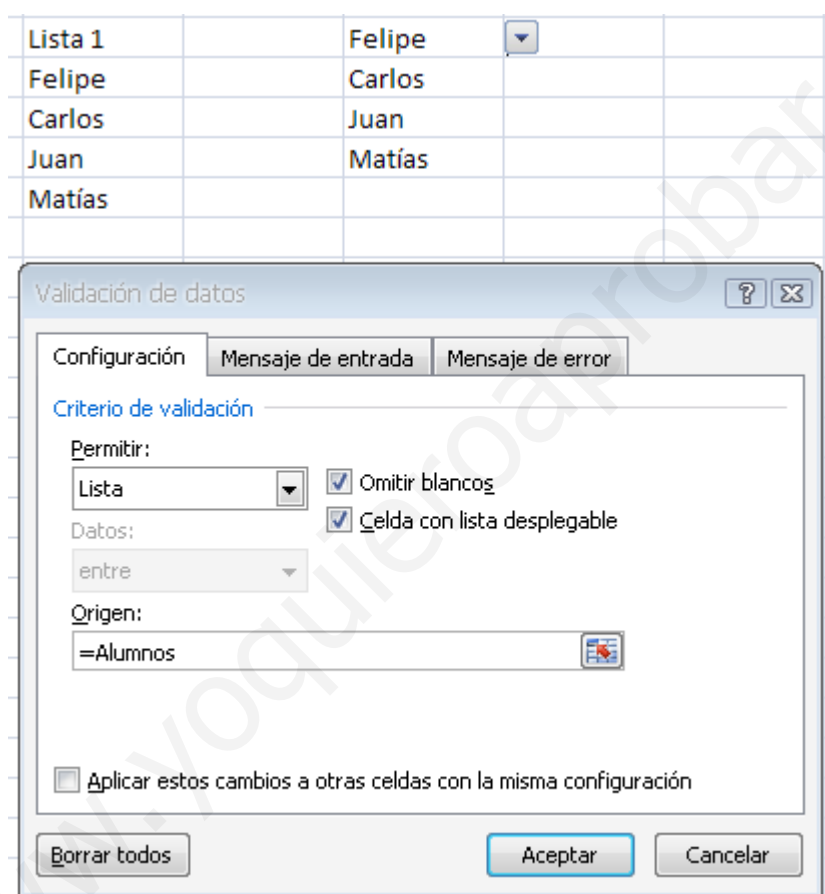 Lista 1 Felipe
Felipe Carlos
Carlos Juan
Juan Matías
Matías
Validación de datos
Configuración Mensaje de entrada Mensaje de error
Criterio de validación
Permitir:
Lista Omitir blancos
Celda con lista desplegable
Datos:
entre
Origen:
=Alumnos
Aplicar estos cambios a otras celdas con la misma configuración
Borrar todos Aceptar Cancelar
www.yoquieroaprobar